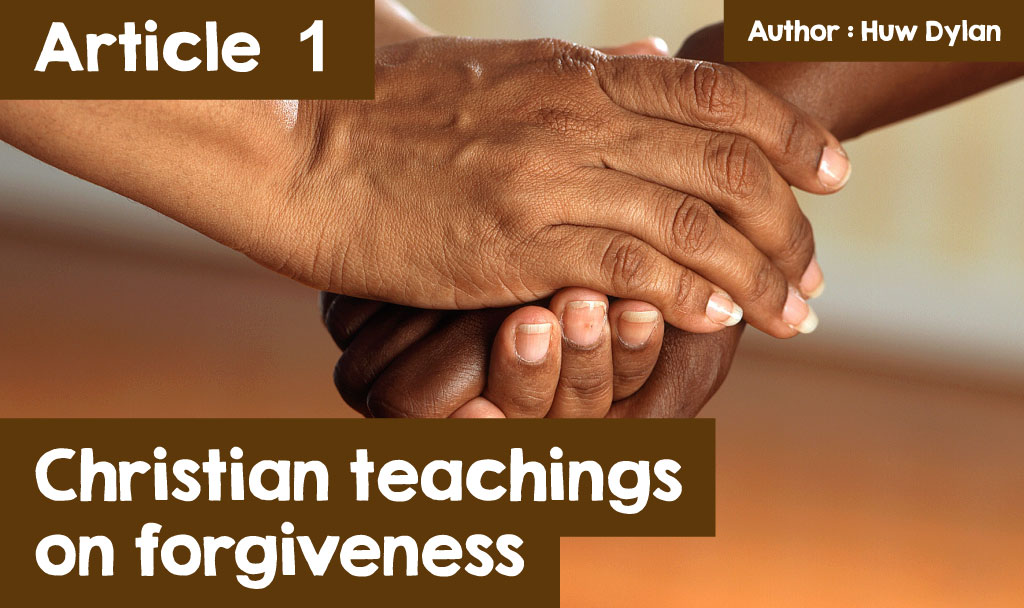 Article 1
Author : Huw Dylan
Christian teachings
on forgiveness